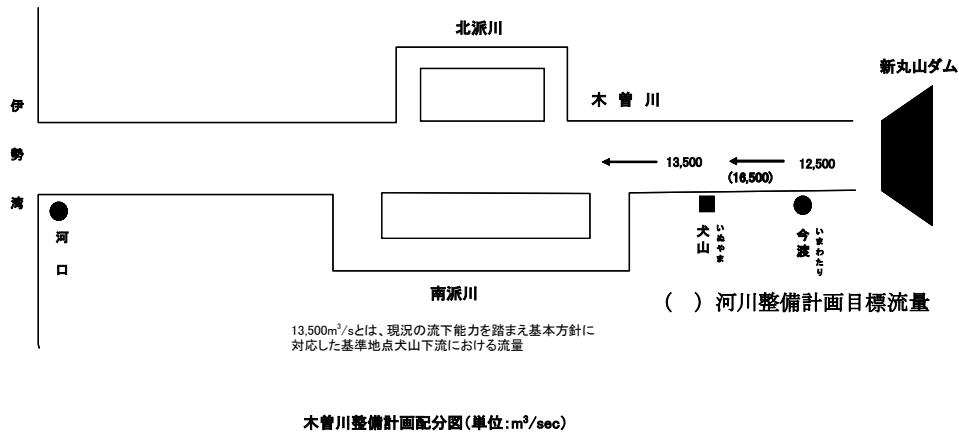 北派川
新丸山ダム
木 曽 川
伊
勢
湾
13,500
12,500
(16,500)
河
口
犬
山
いぬやま
今
渡
いまわたり
南派川
( )河川整備計画目標流量
13,500m³/sとは、現況の流下能力を踏まえ基本方針に
対応した基準地点犬山下流における流量
木曽川整備計画配分図(単位:m³/sec)